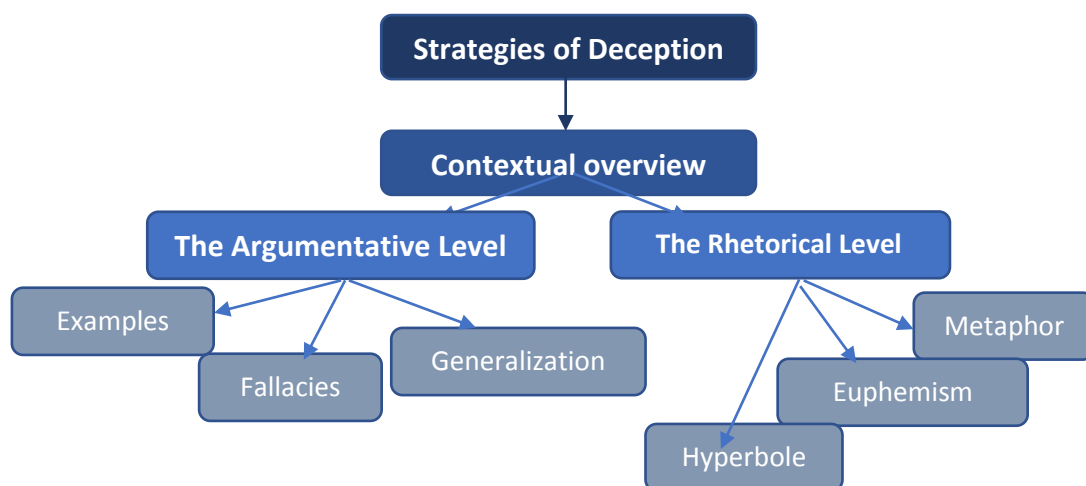 Strategies of Deception
Contextual overview
The Argumentative Level
The Rhetorical Level
Examples
Fallacies
Generalization
Metaphor
Euphemism
Hyperbole